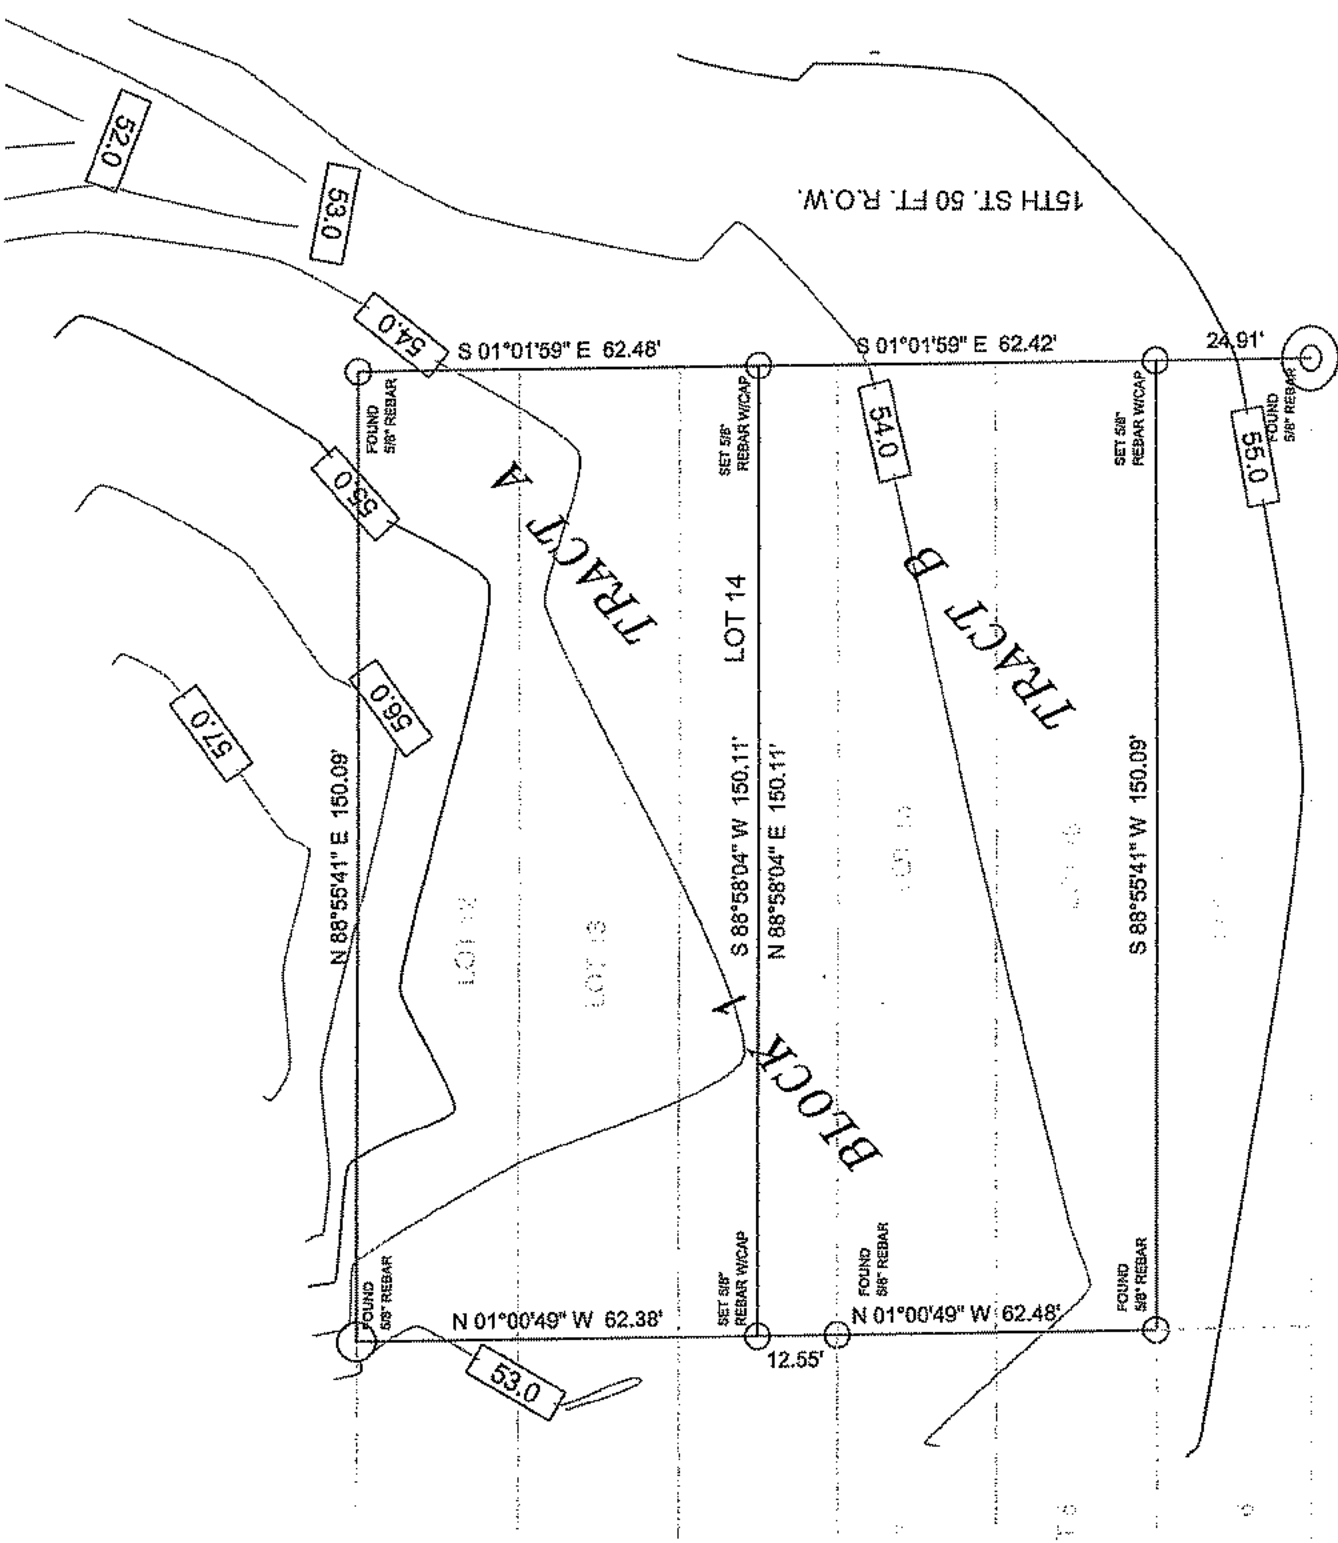 52.0
53.0
15TH ST. 50 FT. R.O.W.
54.0
S 01°01'59" E 62.48'
S 01°01'59" E 62.42'
24.91'
FOUND
5/8" REBAR
SET 5/8"
REBAR W/CAP
SET 5/8"
REBAR W/CAP
FOUND
5/8" REBAR
54.0
55.0
55.0
TRACT A
TRACT B
LOT 14
56.0
57.0
N 88°55'41" E 150.09'
S 88°58'04" W 150.11'
N 88°58'04" E 150.11'
S 88°55'41" W 150.09'
LOT 13
BLOCK 1
FOUND
5/8" REBAR
SET 5/8"
REBAR W/CAP
FOUND
5/8" REBAR
FOUND
5/8" REBAR
N 01°00'49" W 62.38'
N 01°00'49" W 62.48'
12.55'
53.0